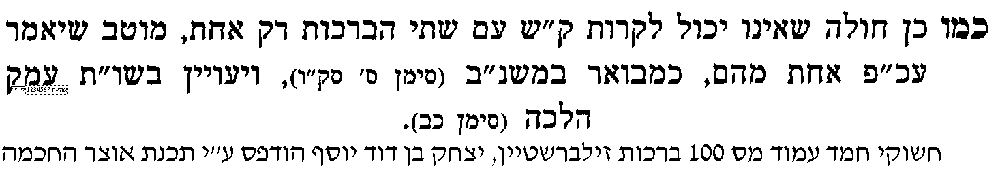 כמו כן חולה שאינו יכול לקרות ק״ש עם שתי הברכות רק אחת, מוטב שיאמר
עכ״פ אחת מהם, כמבואר במשנ״ב (סימן ס׳ סק״ו), ויעויין בשו״ת עמק
אוה"ח 1234567
הלכה (סימן כב).
חשוקי חמד עמוד מס 100 ברכות זילברשטיין, יצחק בן דוד יוסף הודפס ע״י תכנת אוצר החכמה